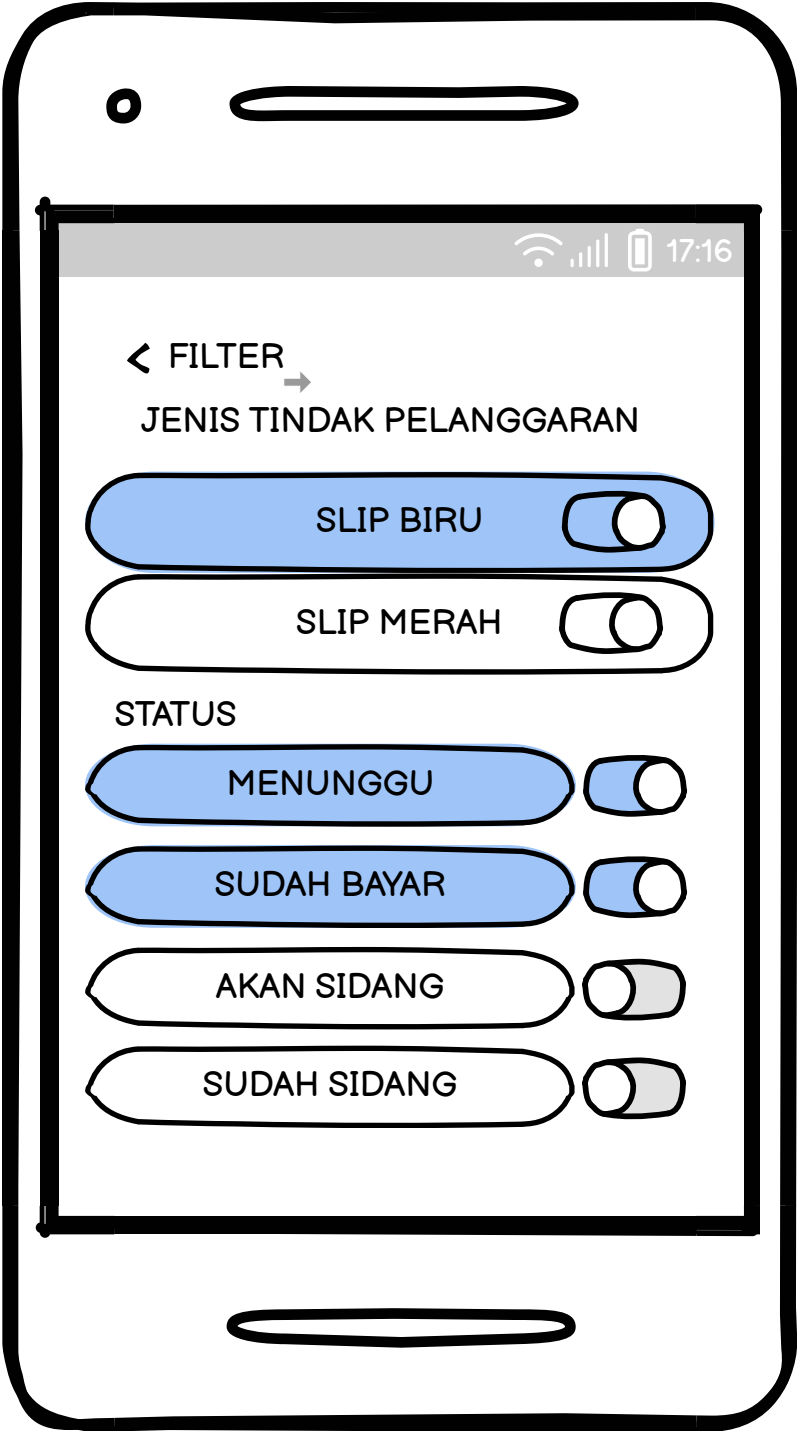 17:16
FILTER
JENIS TINDAK PELANGGARAN
SLIP BIRU
SLIP MERAH
STATUS
MENUNGGU
SUDAH BAYAR
AKAN SIDANG
SUDAH SIDANG